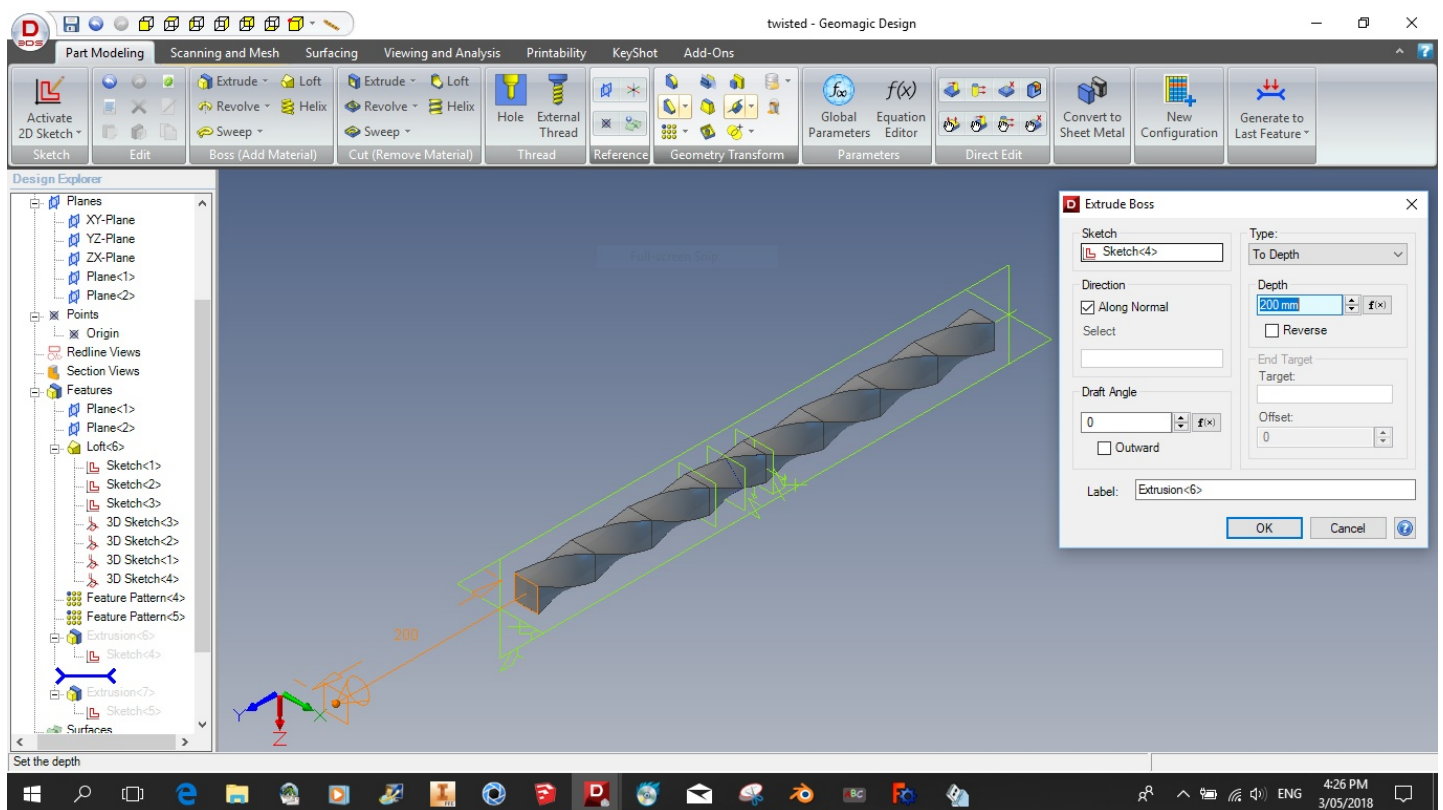 twisted - Geomagic Design
D
3DS
Part Modeling Scanning and Mesh Surfacing Viewing and Analysis Printability KeyShot Add-Ons
Extrude Loft Extrude Loft
Revolve Helix Revolve Helix
Sweep Sweep
Activate
2D Sketch
Hole External
Thread
Global
Parameters
Equation
Editor
f(x)
Convert to
Sheet Metal
New
Configuration
Generate to
Last Feature
Sketch Edit Boss (Add Material) Cut (Remove Material) Thread Reference Geometry Transform Parameters Direct Edit
Design Explorer
Planes
XY-Plane
YZ-Plane
ZX-Plane
Plane<1>
Plane<2>
Points
Origin
Redline Views
Section Views
Features
Plane<1>
Plane<2>
Loft<6>
Sketch<1>
Sketch<2>
Sketch<3>
3D Sketch<3>
3D Sketch<2>
3D Sketch<1>
3D Sketch<4>
Feature Pattern<4>
Feature Pattern<5>
Extrusion<6>
Sketch<4>
Extrusion<7>
Sketch<5>
Surfaces
Full-screen Snip
200
Y X
Z
Extrude Boss
Sketch
Sketch<4>
Type:
To Depth
Direction
Along Normal
Select
Depth
200 mm f(x)
Reverse
End Target
Target:
Offset:
0
Draft Angle
0 f(x)
Outward
Label: Extrusion<6>
OK Cancel
Set the depth
ENG
4:26 PM
3/05/2018